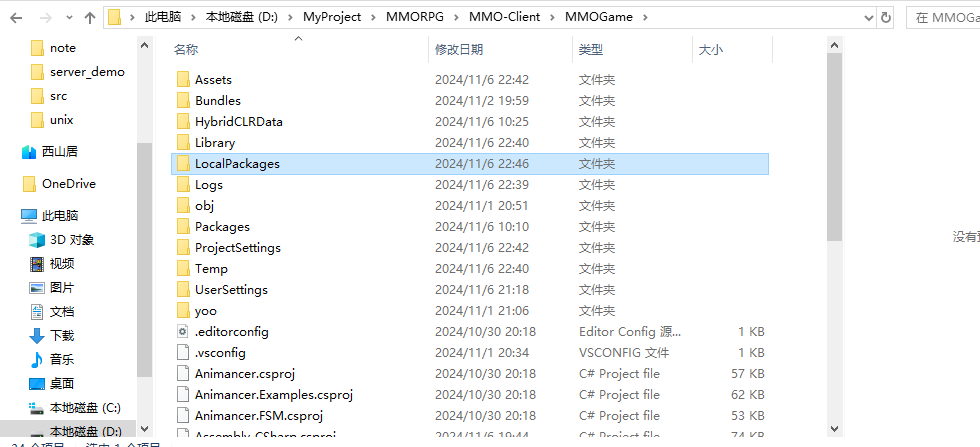 此电脑 本地磁盘 (D:) MyProject MMORPG MMO-Client MMOGame 在 MMOGa
名称 修改日期 类型 大小
note
server_demo
src
unix
西山居
OneDrive
此电脑
3D 对象
视频
图片
文档
下载
音乐
桌面
本地磁盘 (C:)
本地磁盘 (D:)
Assets 2024/11/6 22:42 文件夹
Bundles 2024/11/2 19:59 文件夹
HybridCLRData 2024/11/6 10:25 文件夹
Library 2024/11/6 22:40 文件夹
LocalPackages 2024/11/6 22:46 文件夹
Logs 2024/11/6 22:39 文件夹
obj 2024/11/1 20:51 文件夹
Packages 2024/11/6 10:10 文件夹
ProjectSettings 2024/11/6 22:42 文件夹
Temp 2024/11/6 22:40 文件夹
UserSettings 2024/11/6 21:18 文件夹
yoo 2024/11/1 21:06 文件夹
.editorconfig 2024/10/30 20:18 Editor Config 源... 1 KB
.vsconfig 2024/11/1 20:34 VSCONFIG 文件 1 KB
Animancer.csproj 2024/10/30 20:18 C# Project file 57 KB
Animancer.Examples.csproj 2024/10/30 20:18 C# Project file 62 KB
Animancer.FSM.csproj 2024/10/30 20:18 C# Project file 53 KB
Assembly-CSharp.csproj 2024/11/6 19:44 C# Project file 74 KB
没有